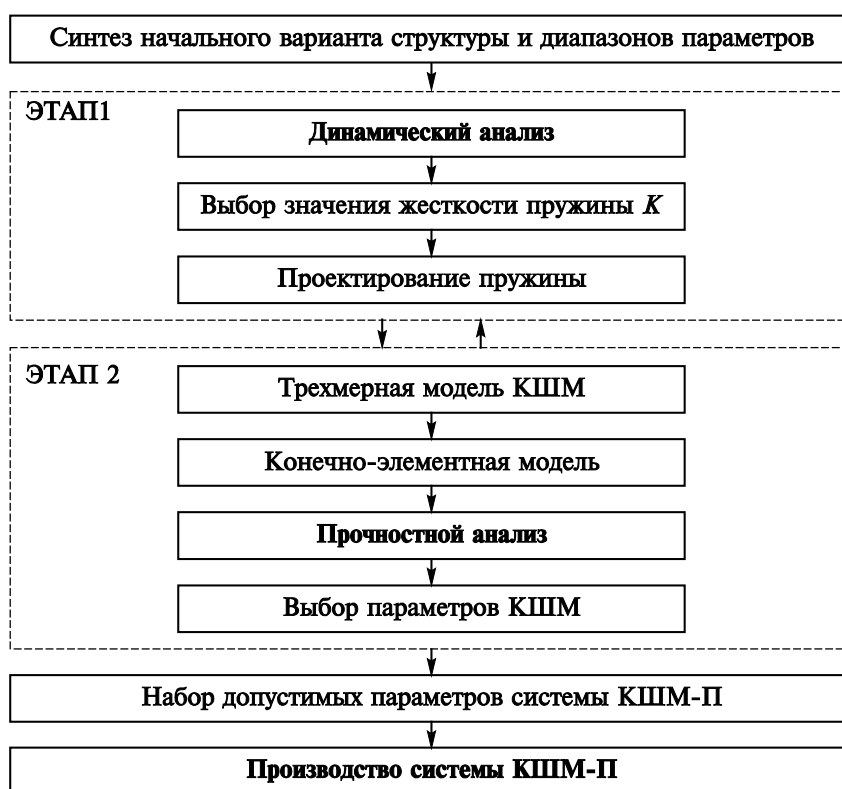 Синтез начального варианта структуры и диапазонов параметров
ЭТАП1
Динамический анализ
Выбор значения жесткости пружины K
Проектирование пружины
ЭТАП 2
Трехмерная модель КШМ
Конечно-элементная модель
Прочностной анализ
Выбор параметров КШМ
Набор допустимых параметров системы КШМ-П
Производство системы КШМ-П